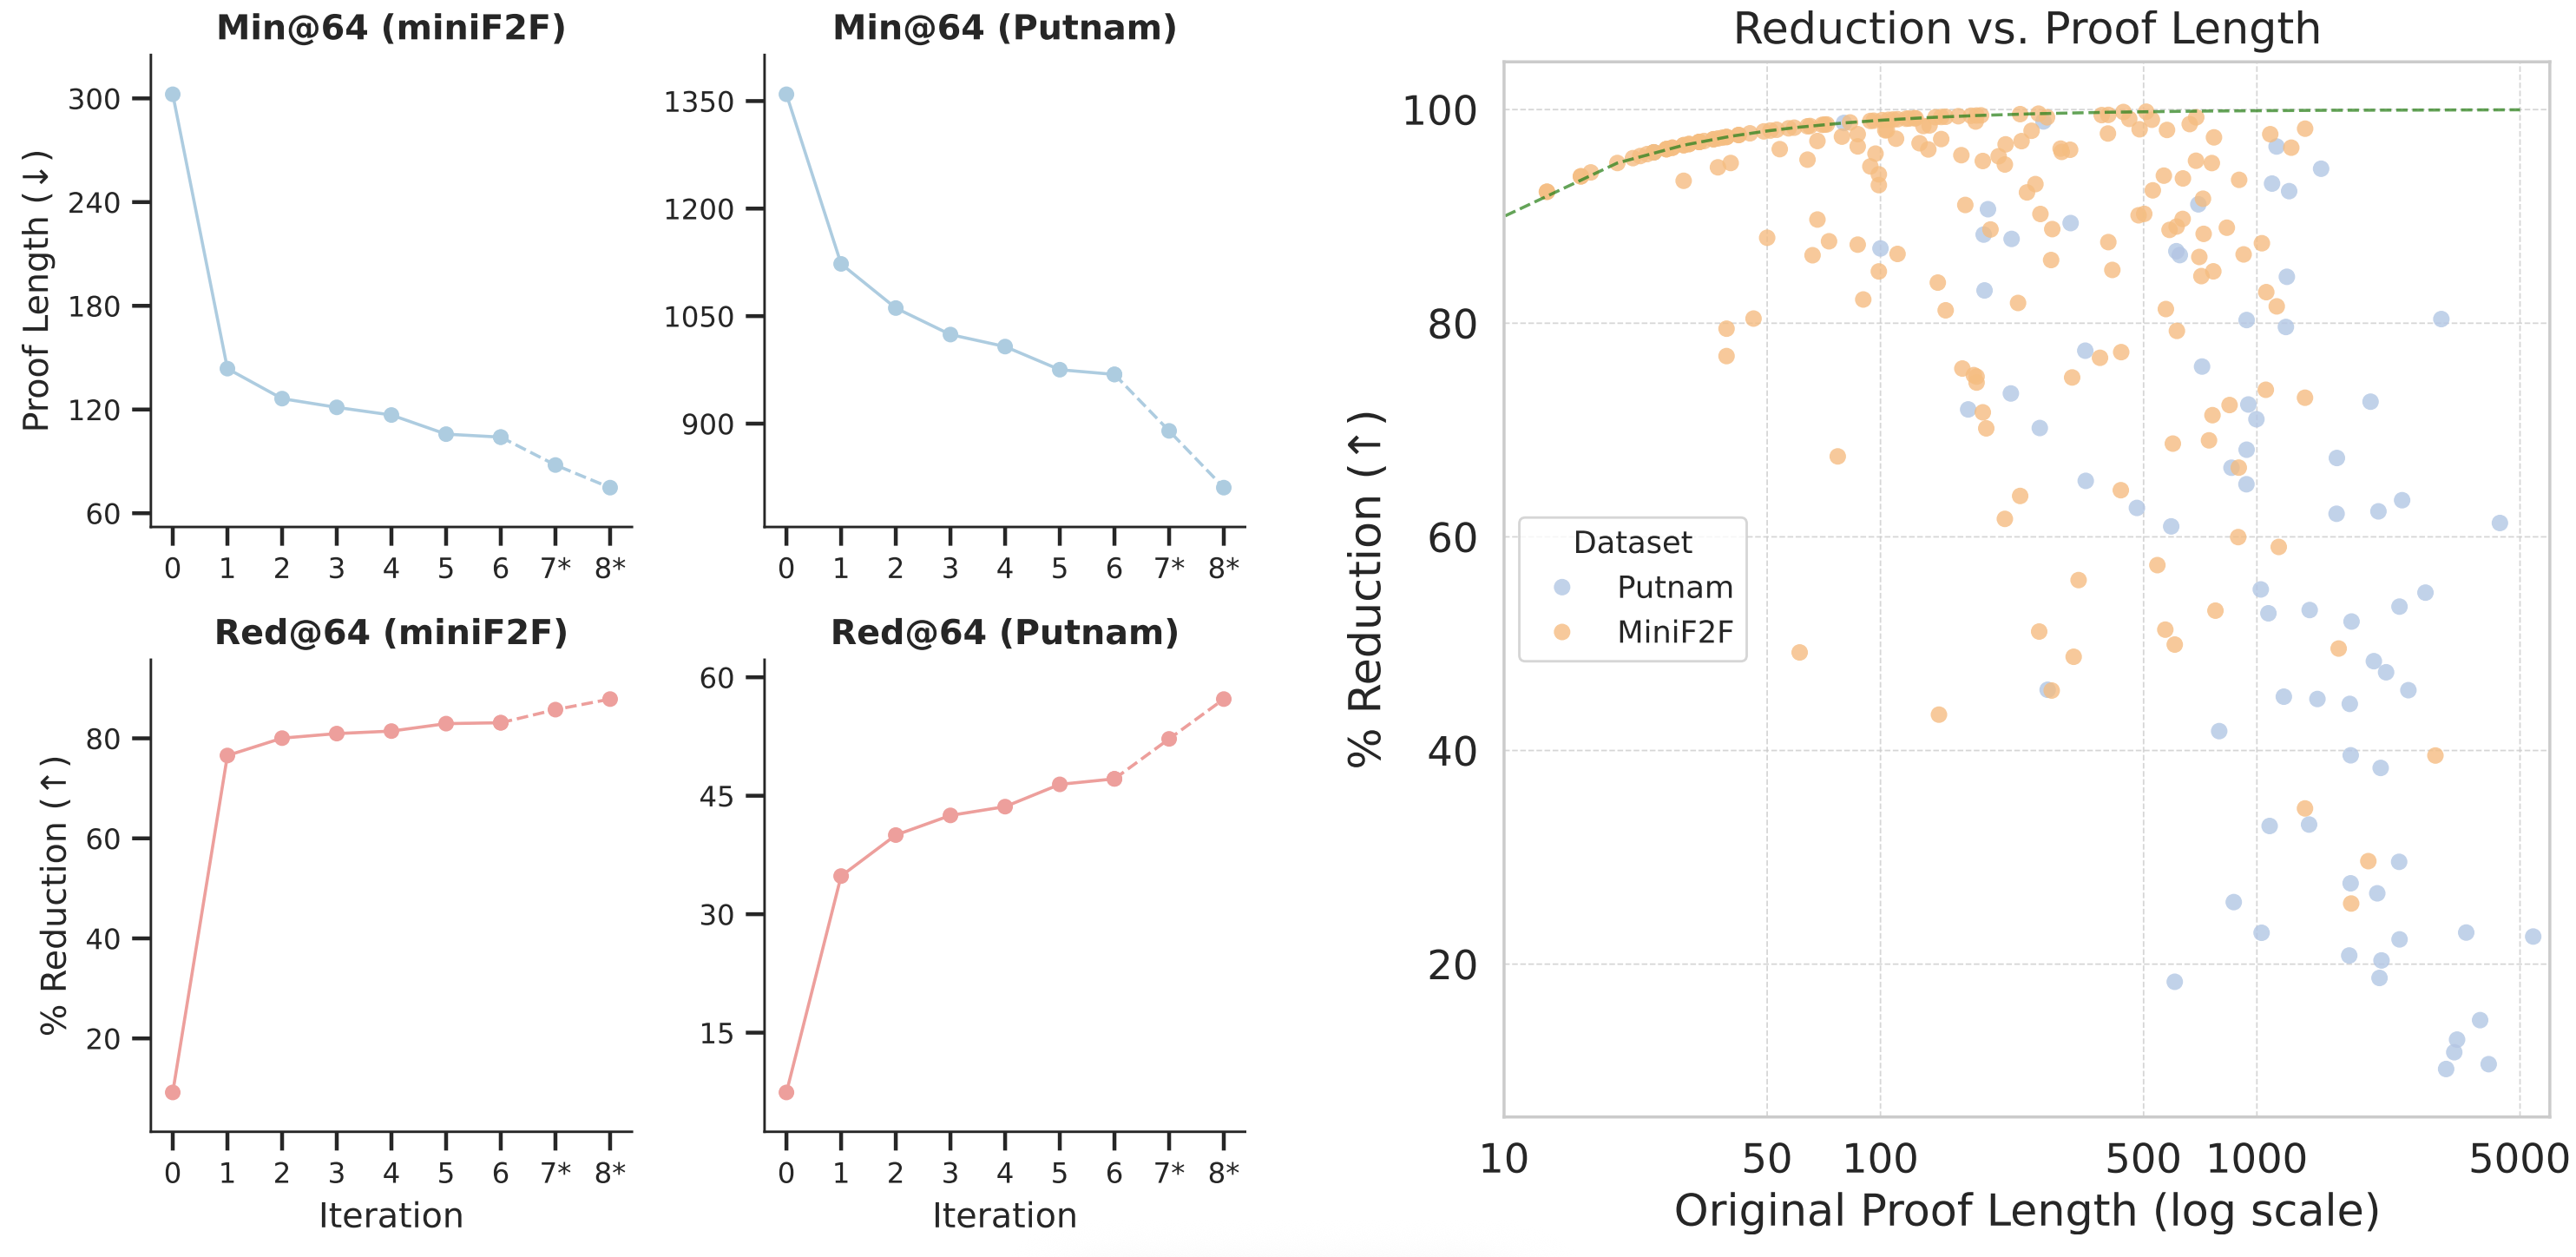 Min@64 (miniF2F)
Proof Length (↓)
300
240
180
120
60
0 1 2 3 4 5 6 7* 8*
Min@64 (Putnam)
1350
1200
1050
900
0 1 2 3 4 5 6 7* 8*
Red@64 (miniF2F)
% Reduction (↑)
80
60
40
20
0 1 2 3 4 5 6 7* 8*
Iteration
Red@64 (Putnam)
60
45
30
15
0 1 2 3 4 5 6 7* 8*
Iteration
Reduction vs. Proof Length
% Reduction (↑)
100
80
60
40
20
Dataset
Putnam
MiniF2F
10 50 100 500 1000 5000
Original Proof Length (log scale)